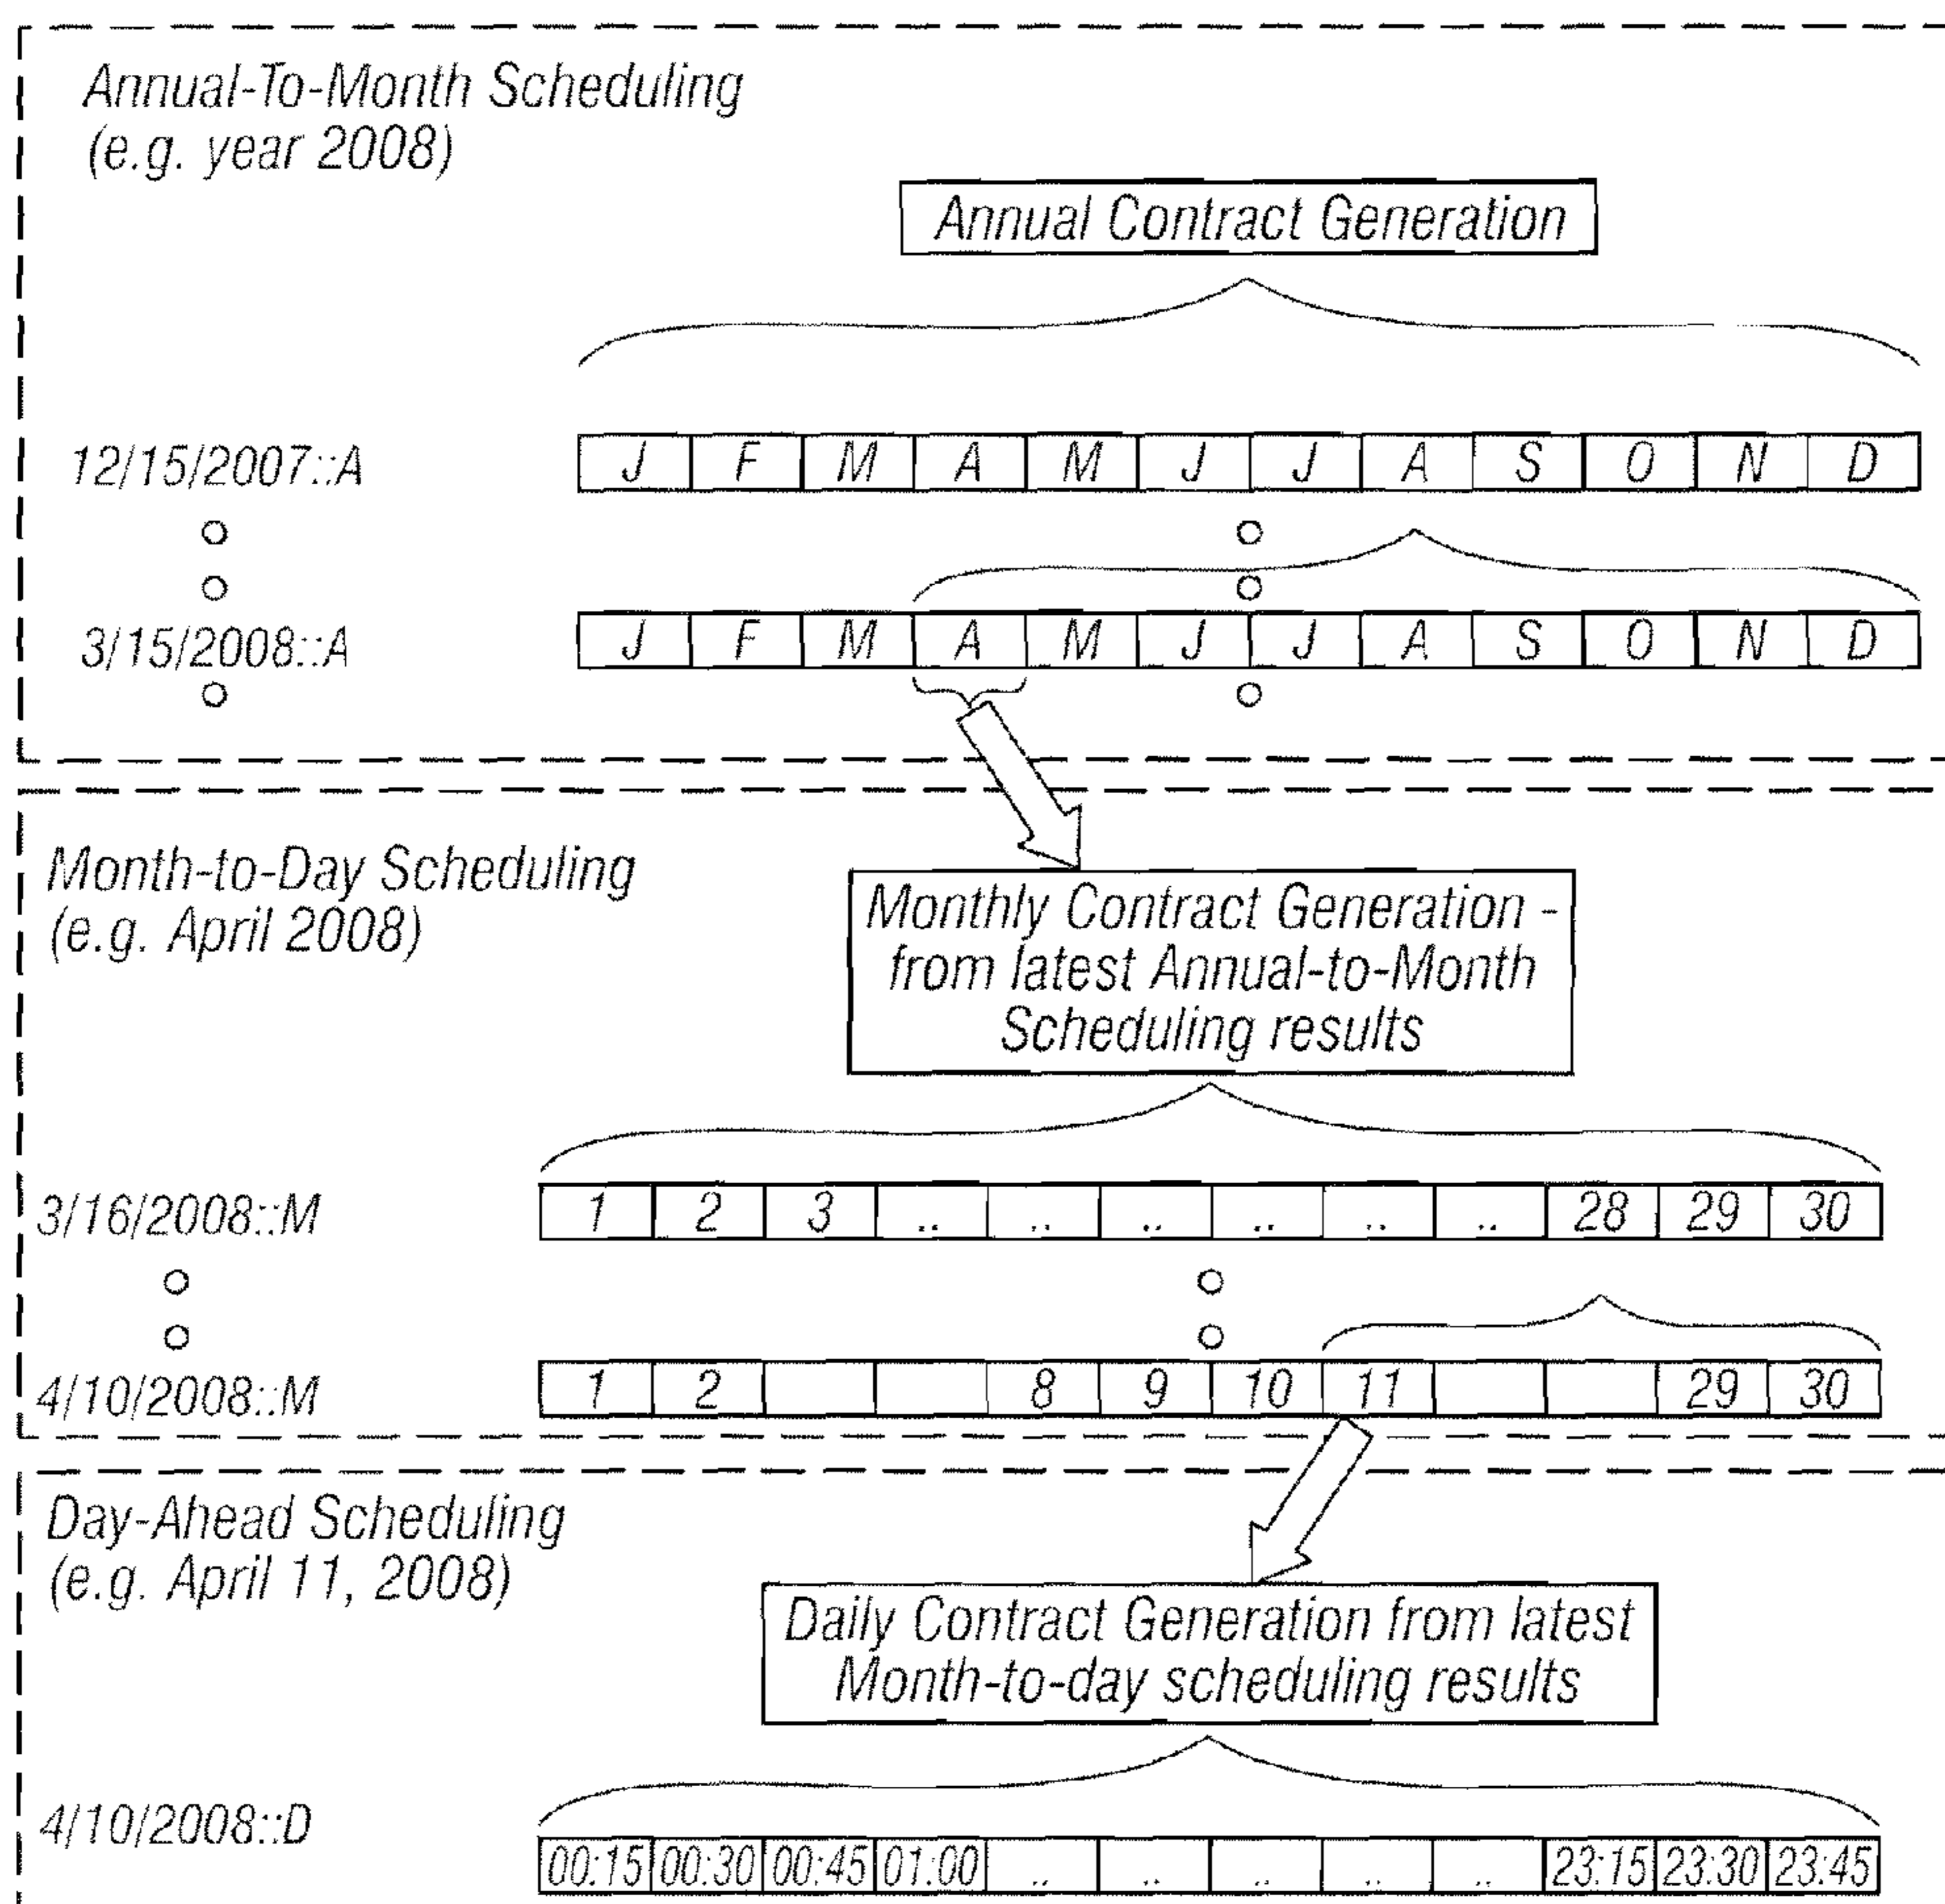 Annual-To-Month Scheduling
(e.g. year 2008)
Annual Contract Generation
12/15/2007::A
J F M A M J J A S O N D
3/15/2008::A
J F M A M J J A S O N D
Month-to-Day Scheduling
(e.g. April 2008)
Monthly Contract Generation -
from latest Annual-to-Month
Scheduling results
3/16/2008::M
1 2 3 .. .. .. .. .. .. 28 29 30
4/10/2008::M
1 2 8 9 10 11 29 30
Day-Ahead Scheduling
(e.g. April 11, 2008)
Daily Contract Generation from latest
Month-to-day scheduling results
4/10/2008::D
00:15 00:30 00:45 01:00 .. .. .. .. .. 23:15 23:30 23:45